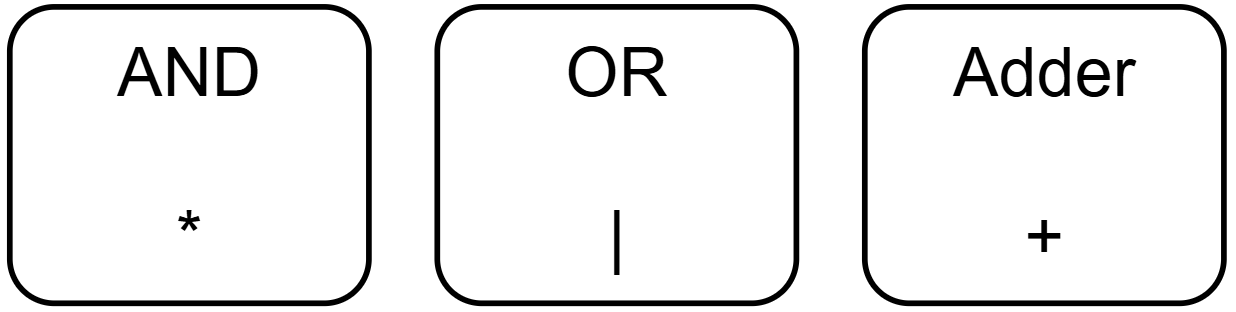 AND
*
OR
|
Adder
+